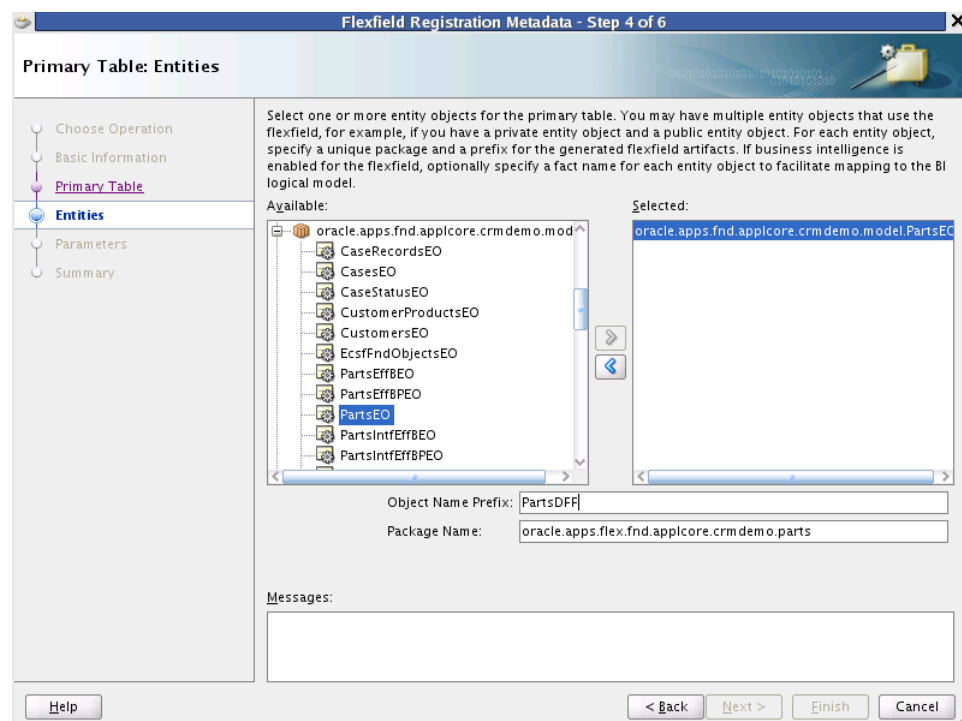 Flexfield Registration Metadata - Step 4 of 6
Primary Table: Entities
Choose Operation
Basic Information
Primary Table
Entities
Parameters
Summary
Select one or more entity objects for the primary table. You may have multiple entity objects that use the
flexfield, for example, if you have a private entity object and a public entity object. For each entity object,
specify a unique package and a prefix for the generated flexfield artifacts. If business intelligence is
enabled for the flexfield, optionally specify a fact name for each entity object to facilitate mapping to the BI
logical model.
Available:
oracle.apps.fnd.applcore.crmdemo.mod
CaseRecordsEO
CasesEO
CaseStatusEO
CustomerProductsEO
CustomersEO
EcsfFndObjectsEO
PartsEffBEO
PartsEffBPEO
PartsEO
PartsIntfEffBEO
PartsIntfEffBPEO
Selected:
oracle.apps.fnd.applcore.crmdemo.model.PartsEO
Object Name Prefix: PartsDFF
Package Name: oracle.apps.flex.fnd.applcore.crmdemo.parts
Messages:
Help
< Back
Next >
Finish
Cancel